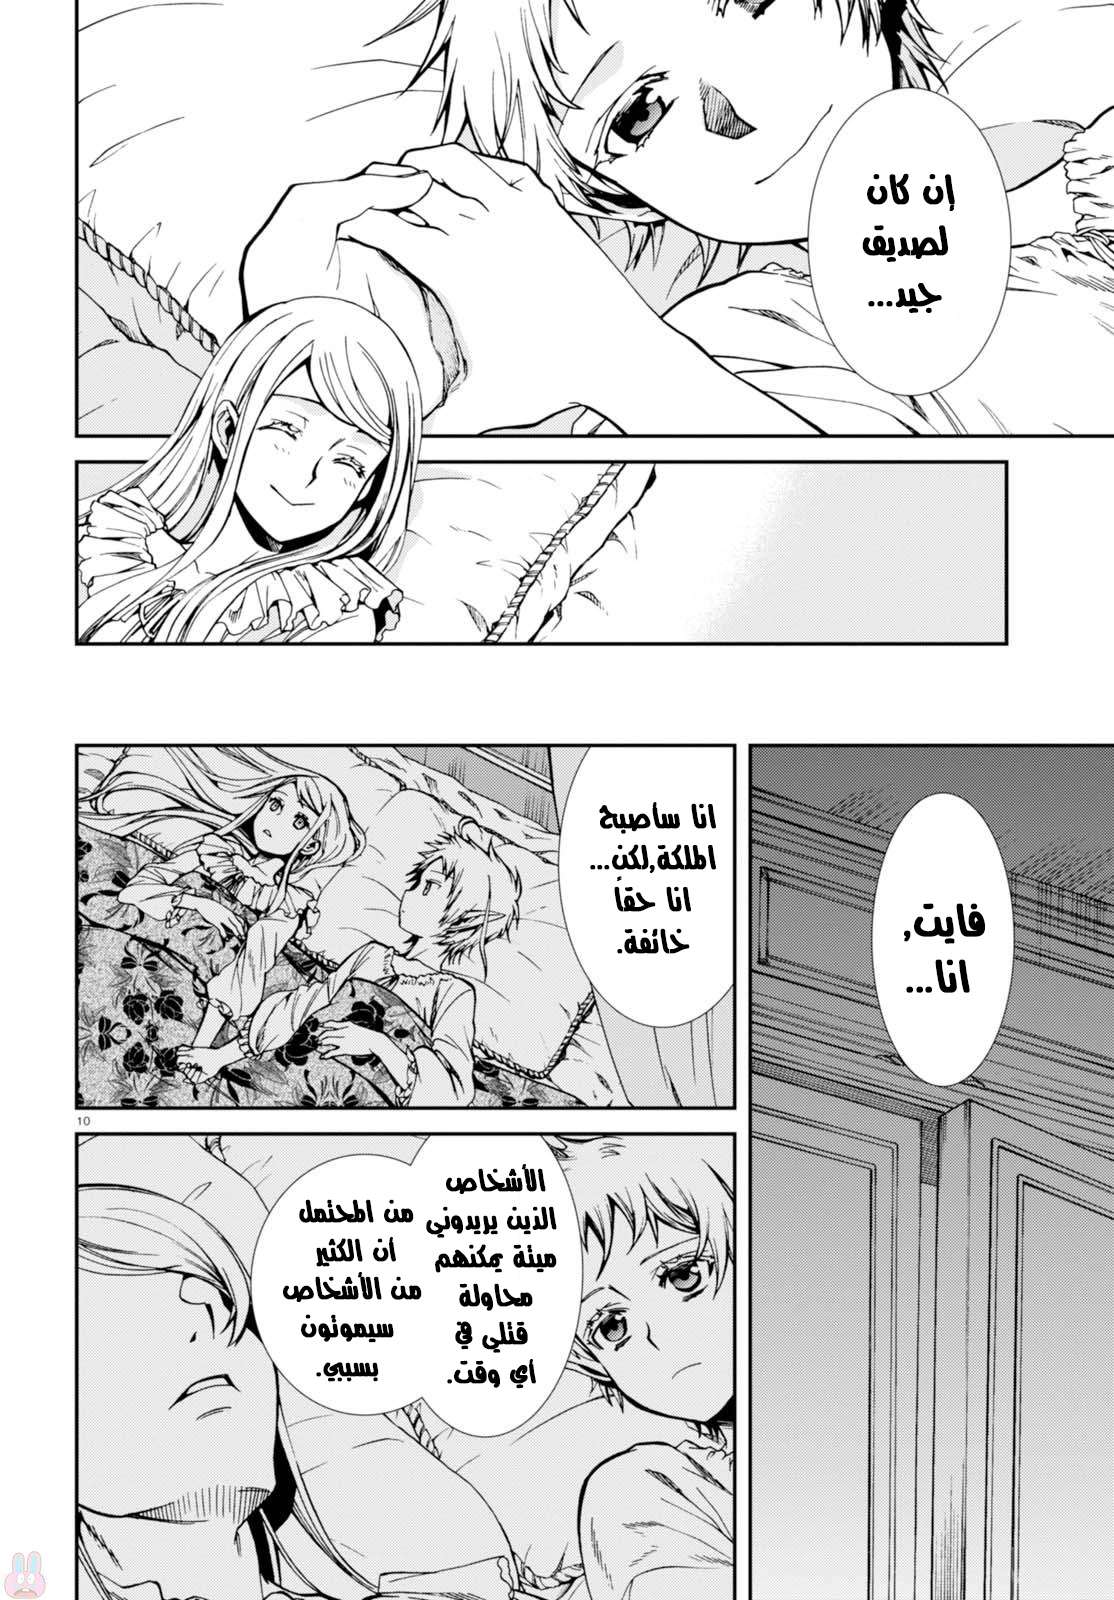 إن كان
لصديق
جيد...
فايت,
انا...
انا سأصبح
الملكة,لكن...
انا حقاً
خائفة.
10
الأشخاص
الذين يريدوني
ميتة يمكنهم
محاولة
قتلي في
أي وقت.
من المحتمل
أن الكثير
من الأشخاص
سيموتون
بسببي.